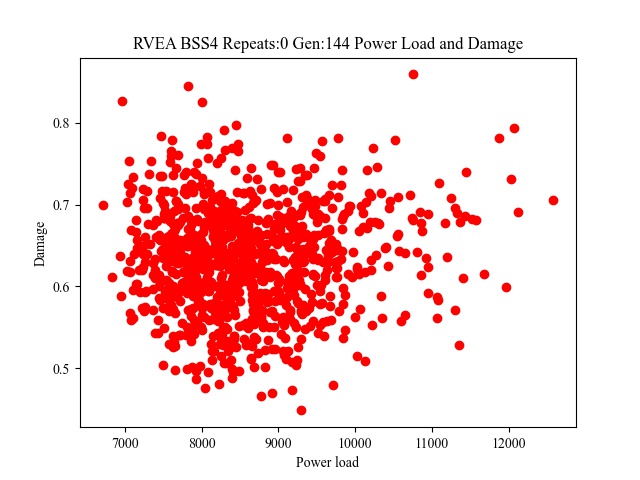 RVEA BSS4 Repeats:0 Gen:144 Power Load and Damage
0.8
0.7
0.6
0.5
Damage
7000 8000 9000 10000 11000 12000
Power load